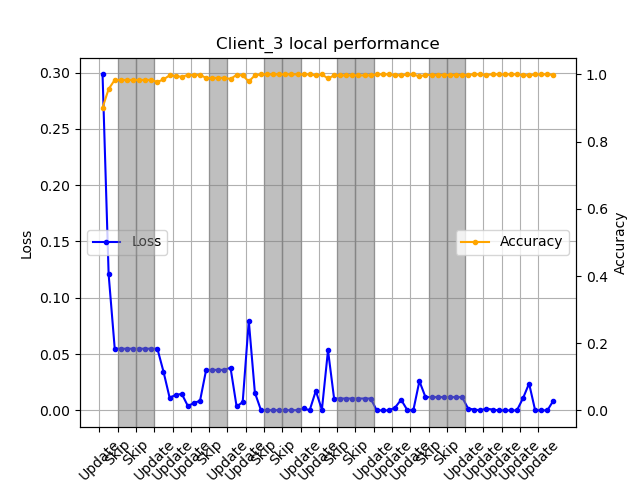 Client_3 local performance
0.30
0.25
0.20
0.15
0.10
0.05
0.00
Loss
Loss
Accuracy
1.0
0.8
0.6
0.4
0.2
0.0
Accuracy
Update
Skip
Skip
Update
Update
Update
Skip
Update
Update
Skip
Skip
Update
Update
Skip
Skip
Update
Update
Update
Skip
Skip
Update
Update
Update
Update
Update